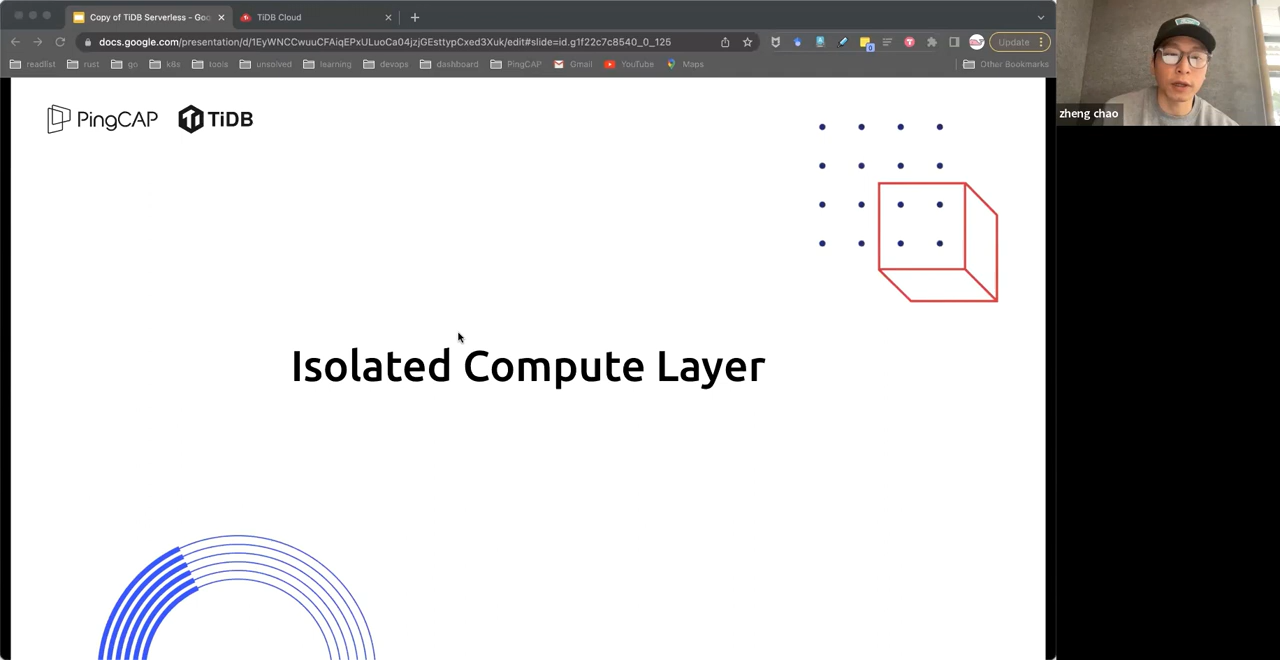 Copy of TiDB Serverless - Goo
TiDB Cloud
docs.google.com/presentation/d/1EyWNCCwuuCFAiqEPxULuoCa04jzjGEsttypCxed3Xuk/edit#slide=id.g1f22c7c8540_0_125
0
Update
readlist
rust
go
k8s
tools
unsolved
learning
devops
dashboard
PingCAP
Gmail
YouTube
Maps
Other Bookmarks
zheng chao
PingCAP
TiDB
Isolated Compute Layer